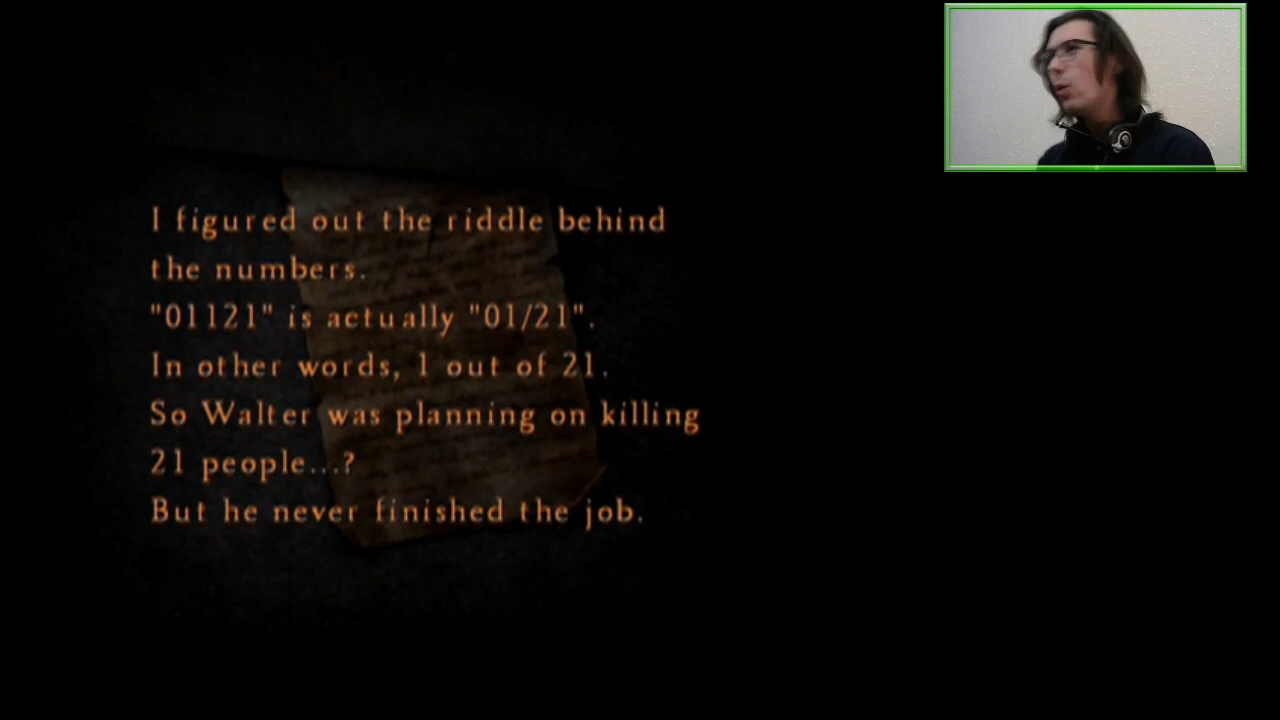 I figured out the riddle behind
the numbers.
"01121" is actually "01/21".
In other words, 1 out of 21.
So Walter was planning on killing
21 people...?
But he never finished the job.